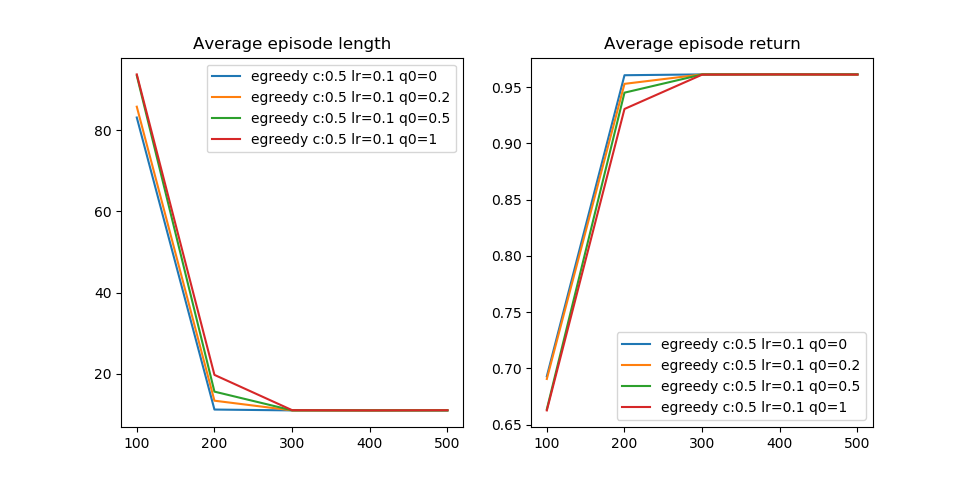 Average episode length
egreedy c:0.5 lr=0.1 q0=0
egreedy c:0.5 lr=0.1 q0=0.2
egreedy c:0.5 lr=0.1 q0=0.5
egreedy c:0.5 lr=0.1 q0=1
80
60
40
20
100 200 300 400 500
Average episode return
0.95
0.90
0.85
0.80
0.75
0.70
0.65
egreedy c:0.5 lr=0.1 q0=0
egreedy c:0.5 lr=0.1 q0=0.2
egreedy c:0.5 lr=0.1 q0=0.5
egreedy c:0.5 lr=0.1 q0=1
100 200 300 400 500